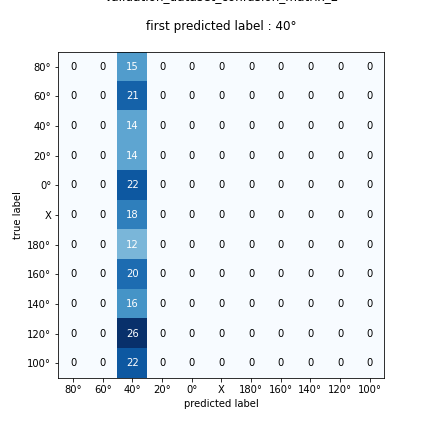 first predicted label : 40°
80° 0 0 15 0 0 0 0 0 0 0 0
60° 0 0 21 0 0 0 0 0 0 0 0
40° 0 0 14 0 0 0 0 0 0 0 0
20° 0 0 14 0 0 0 0 0 0 0 0
0° 0 0 22 0 0 0 0 0 0 0 0
X 0 0 18 0 0 0 0 0 0 0 0
180° 0 0 12 0 0 0 0 0 0 0 0
160° 0 0 20 0 0 0 0 0 0 0 0
140° 0 0 16 0 0 0 0 0 0 0 0
120° 0 0 26 0 0 0 0 0 0 0 0
100° 0 0 22 0 0 0 0 0 0 0 0
true label
80° 60° 40° 20° 0° X 180° 160° 140° 120° 100°
predicted label